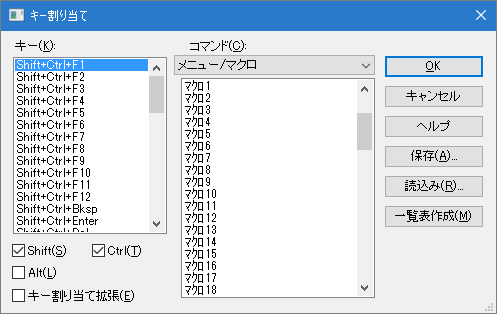 キー割り当て
キー(K):
Shift+Ctrl+F1
Shift+Ctrl+F2
Shift+Ctrl+F3
Shift+Ctrl+F4
Shift+Ctrl+F5
Shift+Ctrl+F6
Shift+Ctrl+F7
Shift+Ctrl+F8
Shift+Ctrl+F9
Shift+Ctrl+F10
Shift+Ctrl+F11
Shift+Ctrl+F12
Shift+Ctrl+Bksp
Shift+Ctrl+Enter
Shift+Ctrl+Del
Shift(S)
Ctrl(T)
Alt(L)
キー割り当て拡張(E)
コマンド(C):
メニュー/マクロ
マクロ1
マクロ2
マクロ3
マクロ4
マクロ5
マクロ6
マクロ7
マクロ8
マクロ9
マクロ10
マクロ11
マクロ12
マクロ13
マクロ14
マクロ15
マクロ16
マクロ17
マクロ18
OK
キャンセル
ヘルプ
保存(A)...
読込み(R)...
一覧表作成(M)